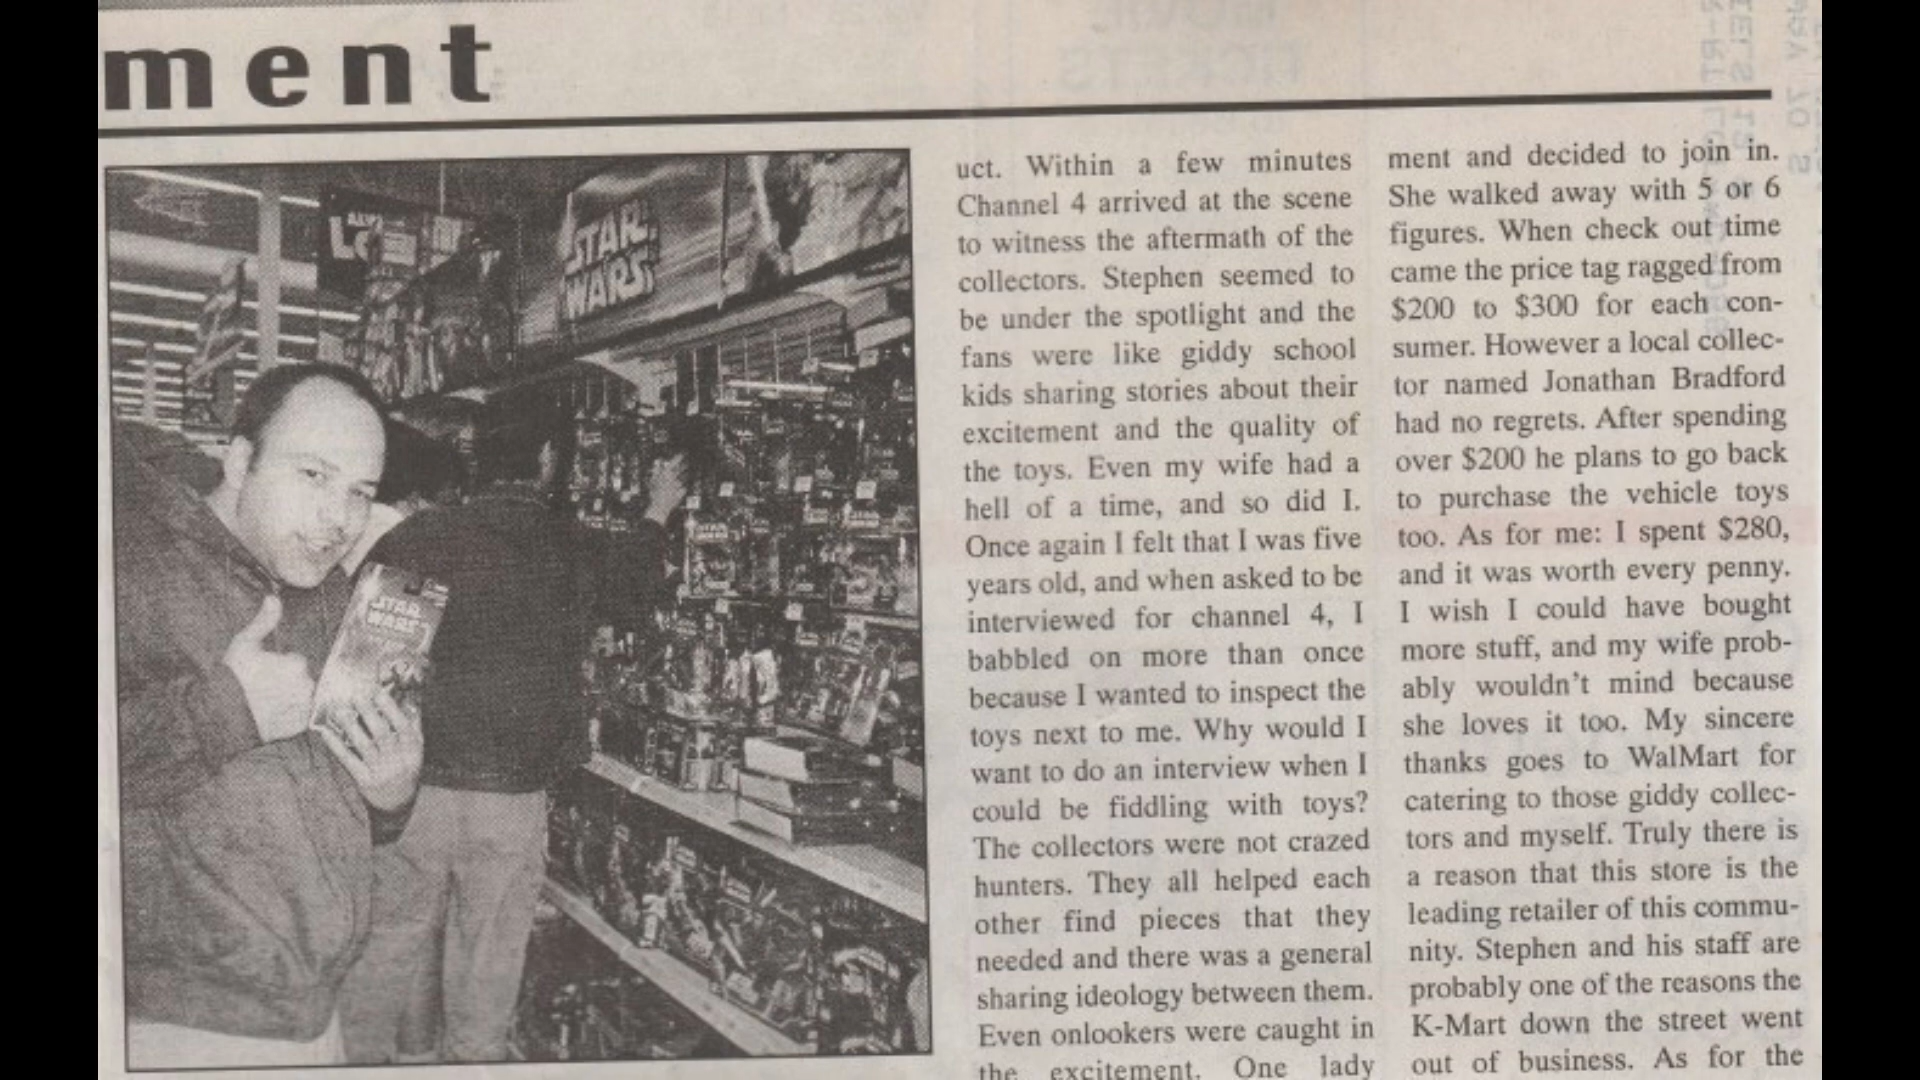 ment
STAR
WARS
STAR
WARS
uct. Within a few minutes
Channel 4 arrived at the scene
to witness the aftermath of the
collectors. Stephen seemed to
be under the spotlight and the
fans were like giddy school
kids sharing stories about their
excitement and the quality of
the toys. Even my wife had a
hell of a time, and so did I.
Once again I felt that I was five
years old, and when asked to be
interviewed for channel 4, I
babbled on more than once
because I wanted to inspect the
toys next to me. Why would I
want to do an interview when I
could be fiddling with toys?
The collectors were not crazed
hunters. They all helped each
other find pieces that they
needed and there was a general
sharing ideology between them.
Even onlookers were caught in
the excitement. One lady
ment and decided to join in.
She walked away with 5 or 6
figures. When check out time
came the price tag ragged from
$200 to $300 for each con-
sumer. However a local collec-
tor named Jonathan Bradford
had no regrets. After spending
over $200 he plans to go back
to purchase the vehicle toys
too. As for me: I spent $280,
and it was worth every penny.
I wish I could have bought
more stuff, and my wife prob-
ably wouldn't mind because
she loves it too. My sincere
thanks goes to WalMart for
catering to those giddy collec-
tors and myself. Truly there is
a reason that this store is the
leading retailer of this commu-
nity. Stephen and his staff are
probably one of the reasons the
K-Mart down the street went
out of business. As for the